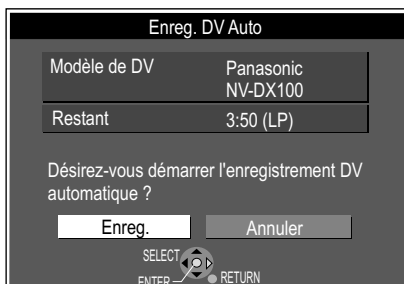 Enreg. DV Auto
Modèle de DV Panasonic
NV-DX100
Restant 3:50 (LP)
Désirez-vous démarrer l'enregistrement DV
automatique ?
Enreg. Annuler
SELECT
ENTER RETURN